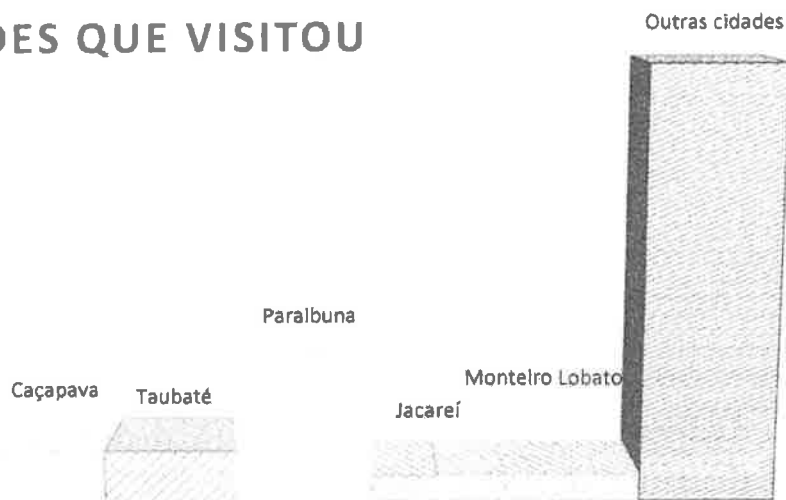 DES QUE VISITOU
Outras cidades
Paraibuna
Monteiro Lobato
Caçapava
Taubaté
Jacareí